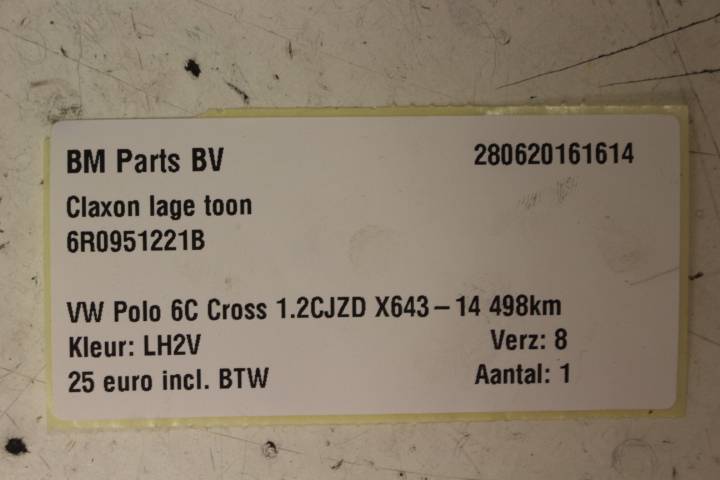 BM Parts BV 280620161614
Claxon lage toon
6R0951221B
VW Polo 6C Cross 1.2CJZD X643-14 498km
Kleur: LH2V Verz: 8
25 euro incl. BTW Aantal: 1